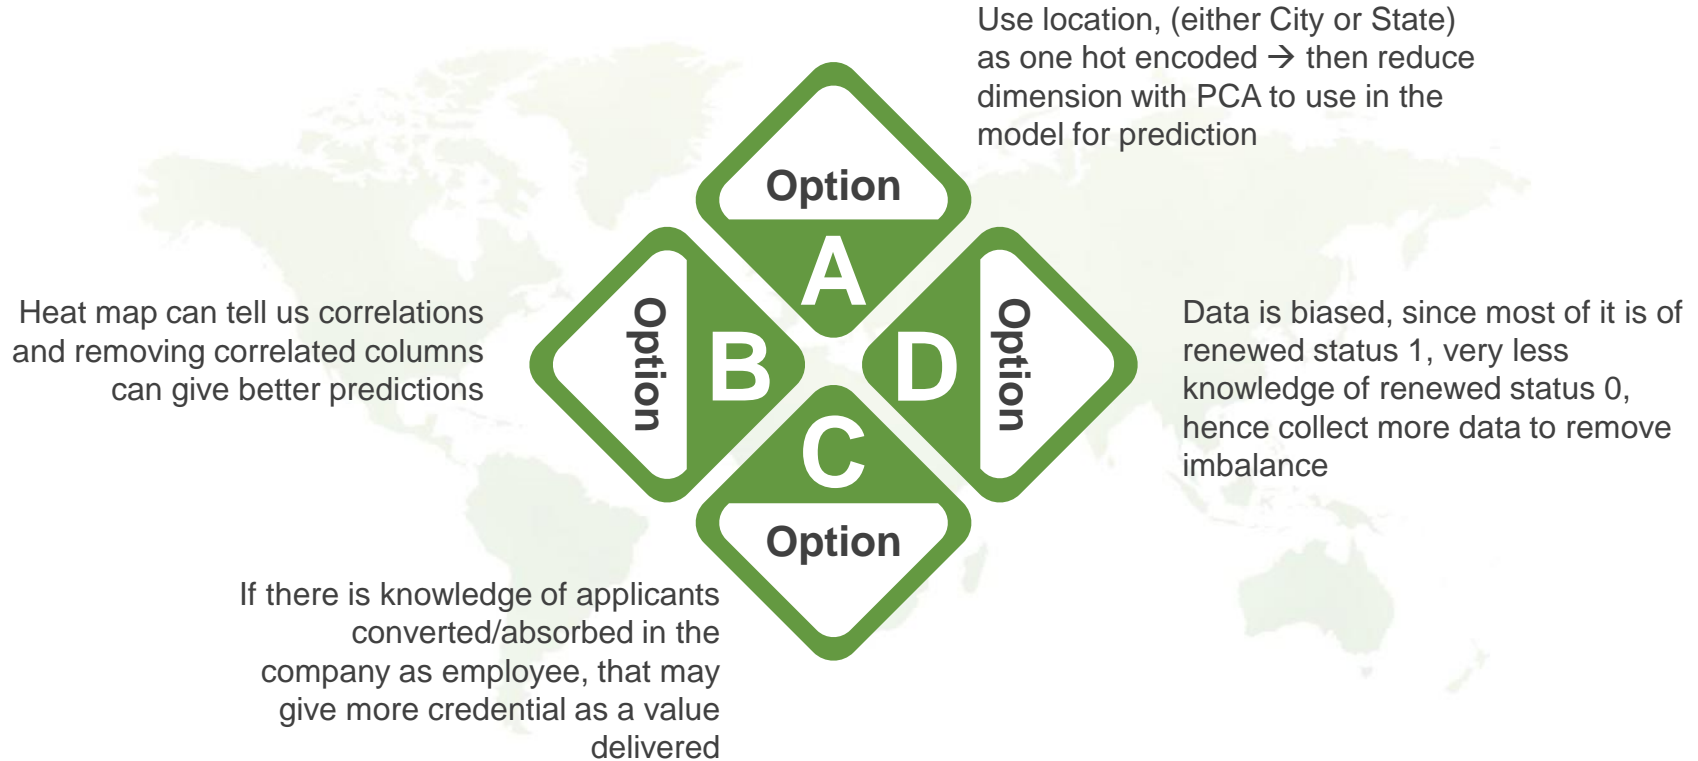 Use location, (either City or State)
as one hot encoded → then reduce
dimension with PCA to use in the
model for prediction
Option
A
Heat map can tell us correlations
and removing correlated columns
can give better predictions
Option
B
D
Option
Data is biased, since most of it is of
renewed status 1, very less
knowledge of renewed status 0,
hence collect more data to remove
imbalance
C
Option
If there is knowledge of applicants
converted/absorbed in the
company as employee, that may
give more credential as a value
delivered